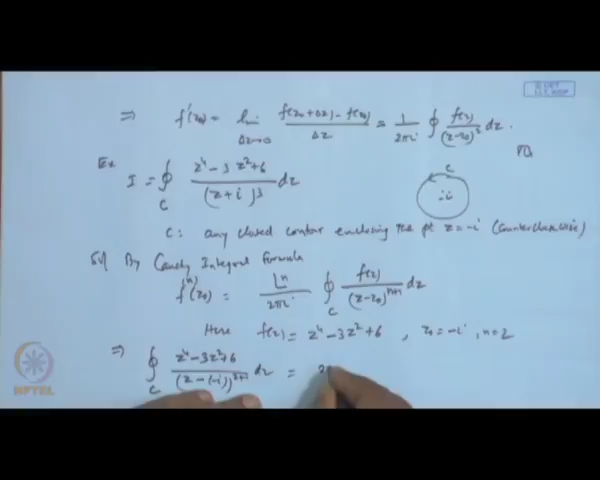 ⇒ f'(z₀) = lim_{Δz→0} (f(z₀+Δz) - f(z₀))/Δz = 1/(2πi) ∮_C f(z)/(z-z₀)² dz.
Ex I = ∮_C (z⁴ - 3z² + 6)/(z+i)³ dz
C: any closed contour enclosing the pt z = -i (Counterclockwise)
Sol By Cauchy Integral formula
f⁽ⁿ⁾(z₀) = ⌊n/(2πi) ∮_C f(z)/(z-z₀)ⁿ⁺¹ dz
Here f(z) = z⁴ - 3z² + 6, z₀ = -i, n=2
⇒ ∮_C (z⁴ - 3z² + 6)/(z-(-i))²⁺¹ dz =
NPTEL